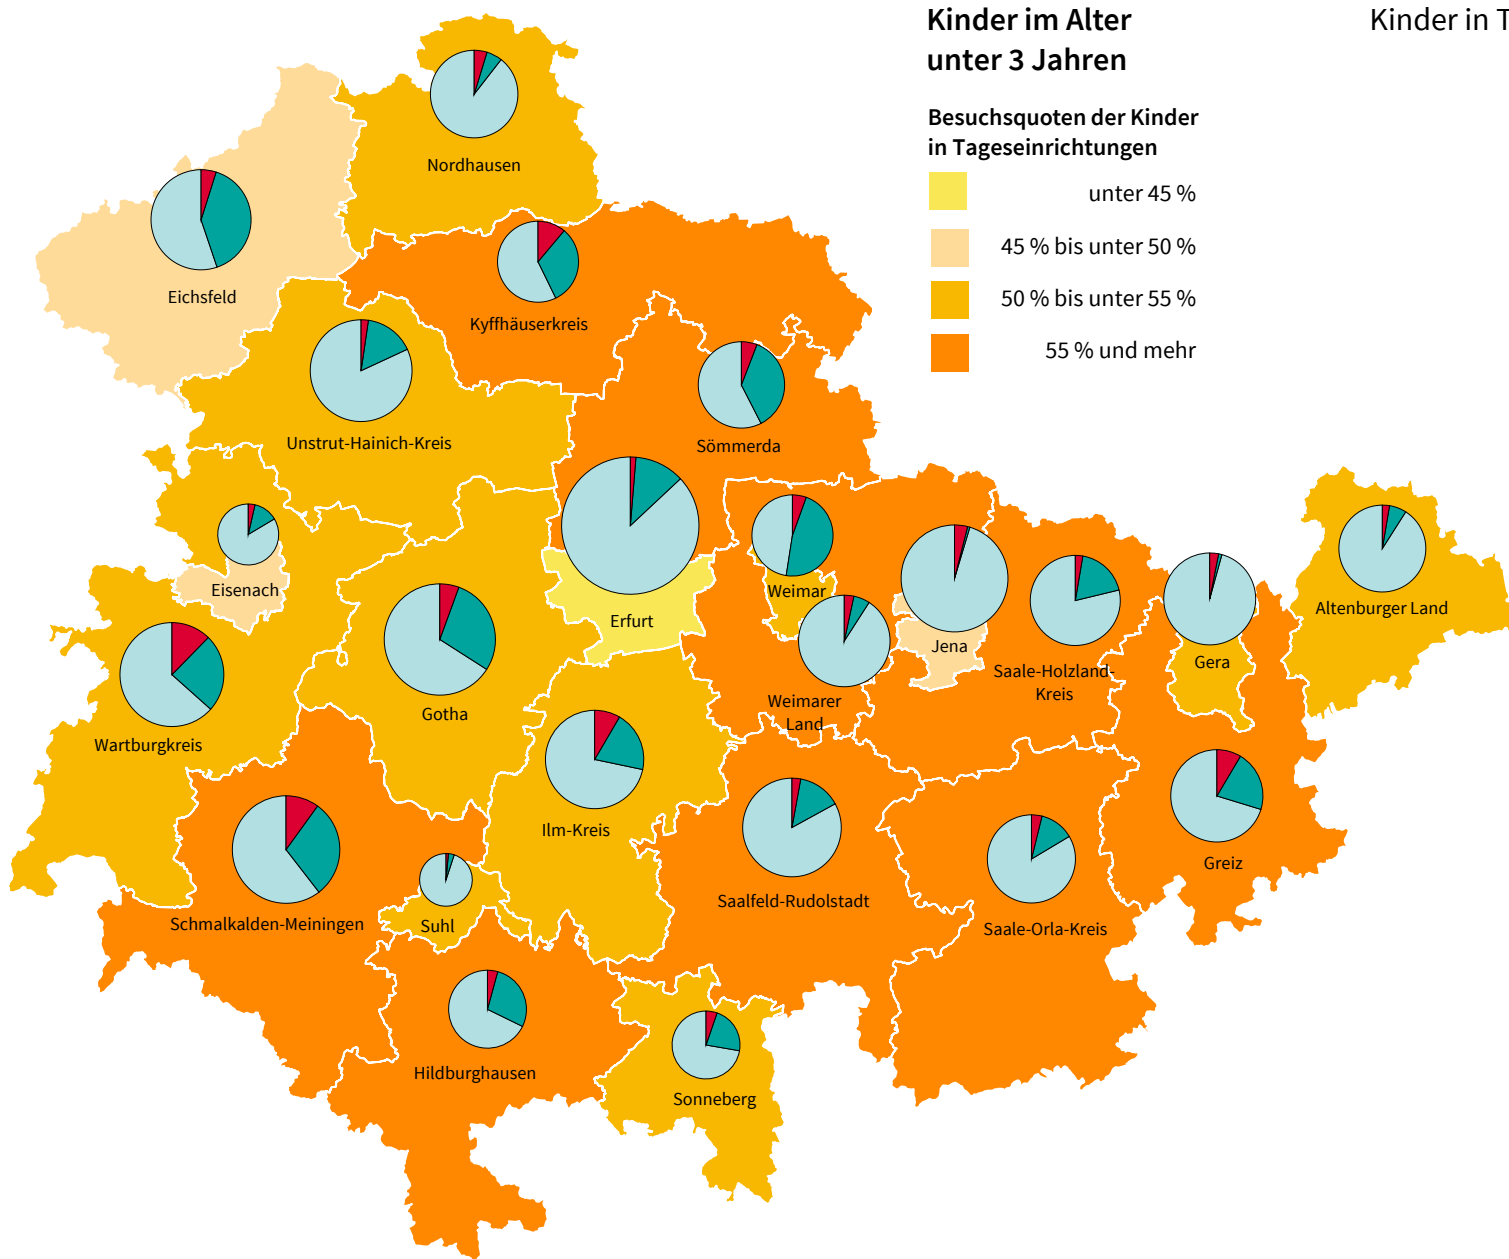 Kinder im Alter
unter 3 Jahren
Kinder in T
Besuchsquoten der Kinder
in Tageseinrichtungen
unter 45 %
45 % bis unter 50 %
50 % bis unter 55 %
55 % und mehr
Nordhausen
Eichsfeld
Kyffhäuserkreis
Unstrut-Hainich-Kreis
Sömmerda
Eisenach
Erfurt
Weimar
Altenburger Land
Jena
Gera
Saale-Holzland-
Kreis
Weimarer
Land
Gotha
Wartburgkreis
Ilm-Kreis
Greiz
Saalfeld-Rudolstadt
Schmalkalden-Meiningen
Suhl
Saale-Orla-Kreis
Hildburghausen
Sonneberg